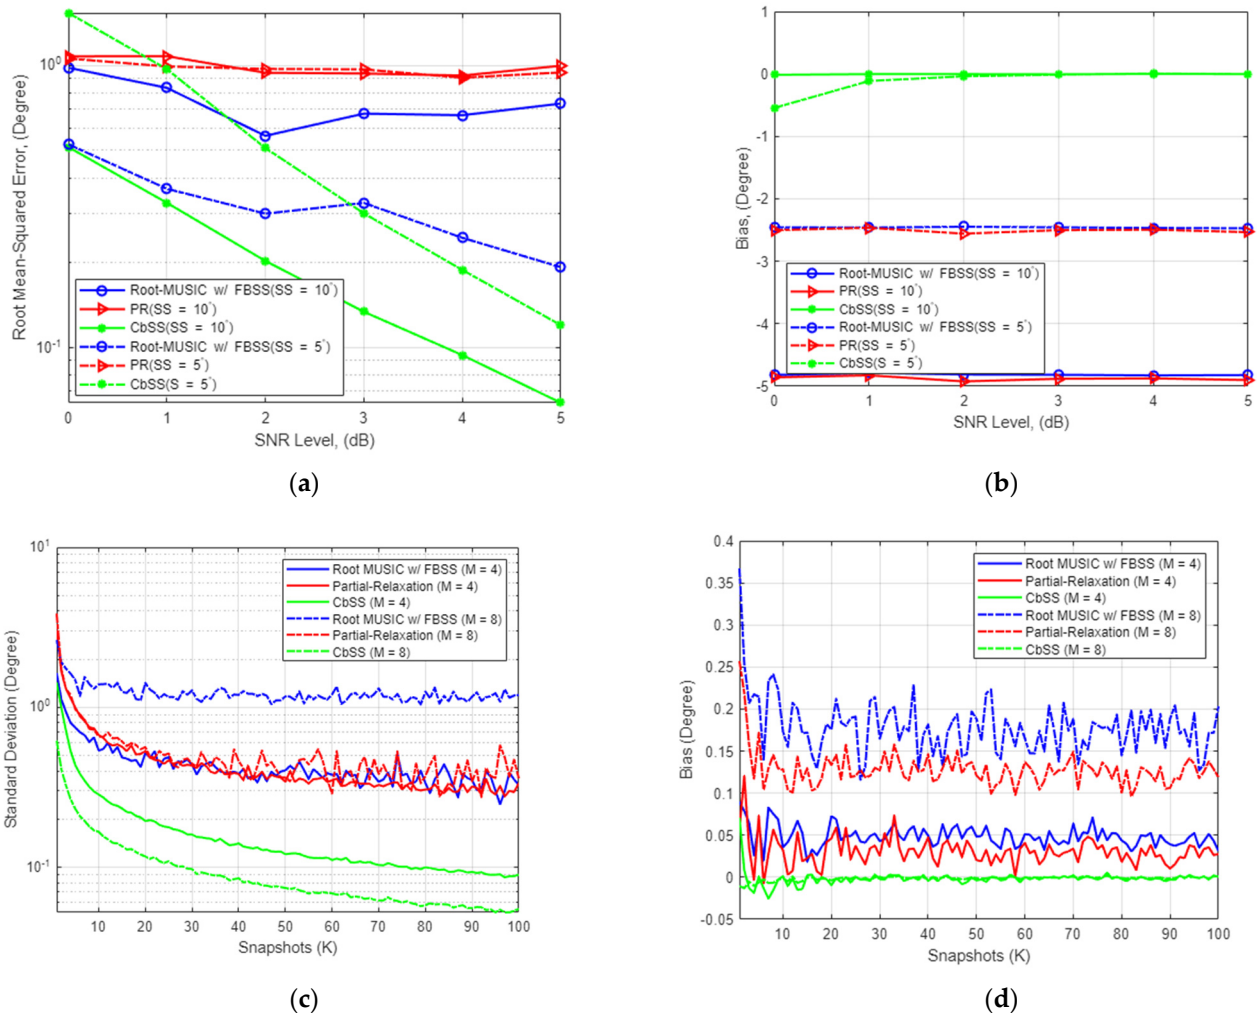 10^0
10^-1
Root Mean-Squared Error, (Degree)
Root-MUSIC w/ FBSS(SS = 10°)
PR(SS = 10°)
CbSS(SS = 10°)
Root-MUSIC w/ FBSS(SS = 5°)
PR(SS = 5°)
CbSS(S = 5°)
0 1 2 3 4 5
SNR Level, (dB)
(a)
1
0
-1
-2
-3
-4
-5
Bias, (Degree)
Root-MUSIC w/ FBSS(SS = 10°)
PR(SS = 10°)
CbSS(SS = 10°)
Root-MUSIC w/ FBSS(SS = 5°)
PR(SS = 5°)
CbSS(S = 5°)
0 1 2 3 4 5
SNR Level, (dB)
(b)
10^1
10^0
10^-1
Standard Deviation (Degree)
Root MUSIC w/ FBSS (M = 4)
Partial-Relaxation (M = 4)
CbSS (M = 4)
Root MUSIC w/ FBSS (M = 8)
Partial-Relaxation (M = 8)
CbSS (M = 8)
10 20 30 40 50 60 70 80 90 100
Snapshots (K)
(c)
0.4
0.35
0.3
0.25
0.2
0.15
0.1
0.05
0
-0.05
Bias (Degree)
Root MUSIC w/ FBSS (M = 4)
Partial-Relaxation (M = 4)
CbSS (M = 4)
Root MUSIC w/ FBSS (M = 8)
Partial-Relaxation (M = 8)
CbSS (M = 8)
10 20 30 40 50 60 70 80 90 100
Snapshots (K)
(d)